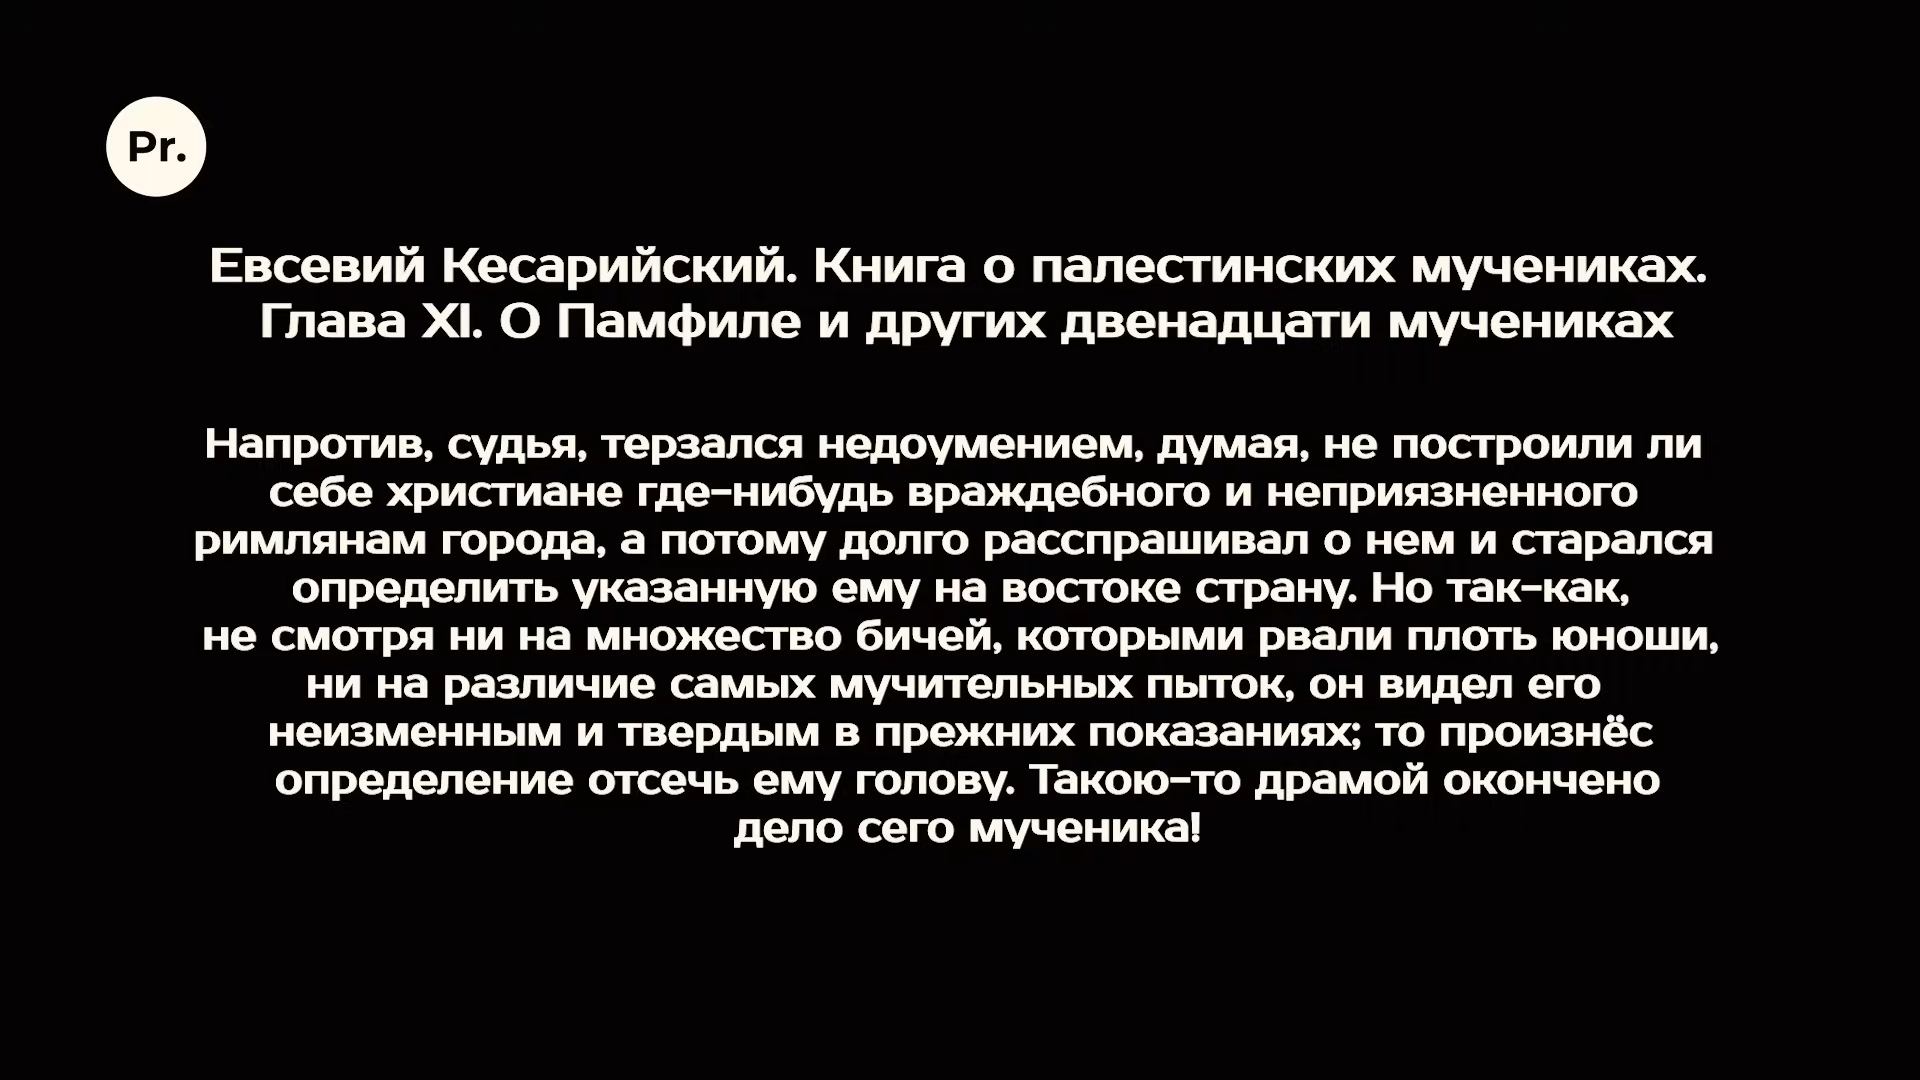 Pr.
Евсевий Кесарийский. Книга о палестинских мучениках.
Глава XI. О Памфиле и других двенадцати мучениках
Напротив, судья, терзался недоумением, думая, не построили ли
себе христиане где-нибудь враждебного и неприязненного
римлянам города, а потому долго расспрашивал о нем и старался
определить указанную ему на востоке страну. Но так-как,
не смотря ни на множество бичей, которыми рвали плоть юноши,
ни на различие самых мучительных пыток, он видел его
неизменным и твердым в прежних показаниях; то произнёс
определение отсечь ему голову. Такою-то драмой окончено
дело сего мученика!